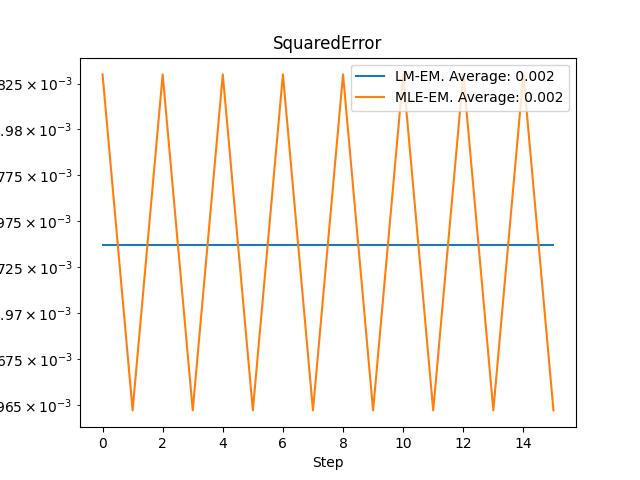 SquaredError
LM-EM. Average: 0.002
MLE-EM. Average: 0.002
825 × 10⁻³
.98 × 10⁻³
775 × 10⁻³
975 × 10⁻³
725 × 10⁻³
.97 × 10⁻³
675 × 10⁻³
965 × 10⁻³
0 2 4 6 8 10 12 14
Step